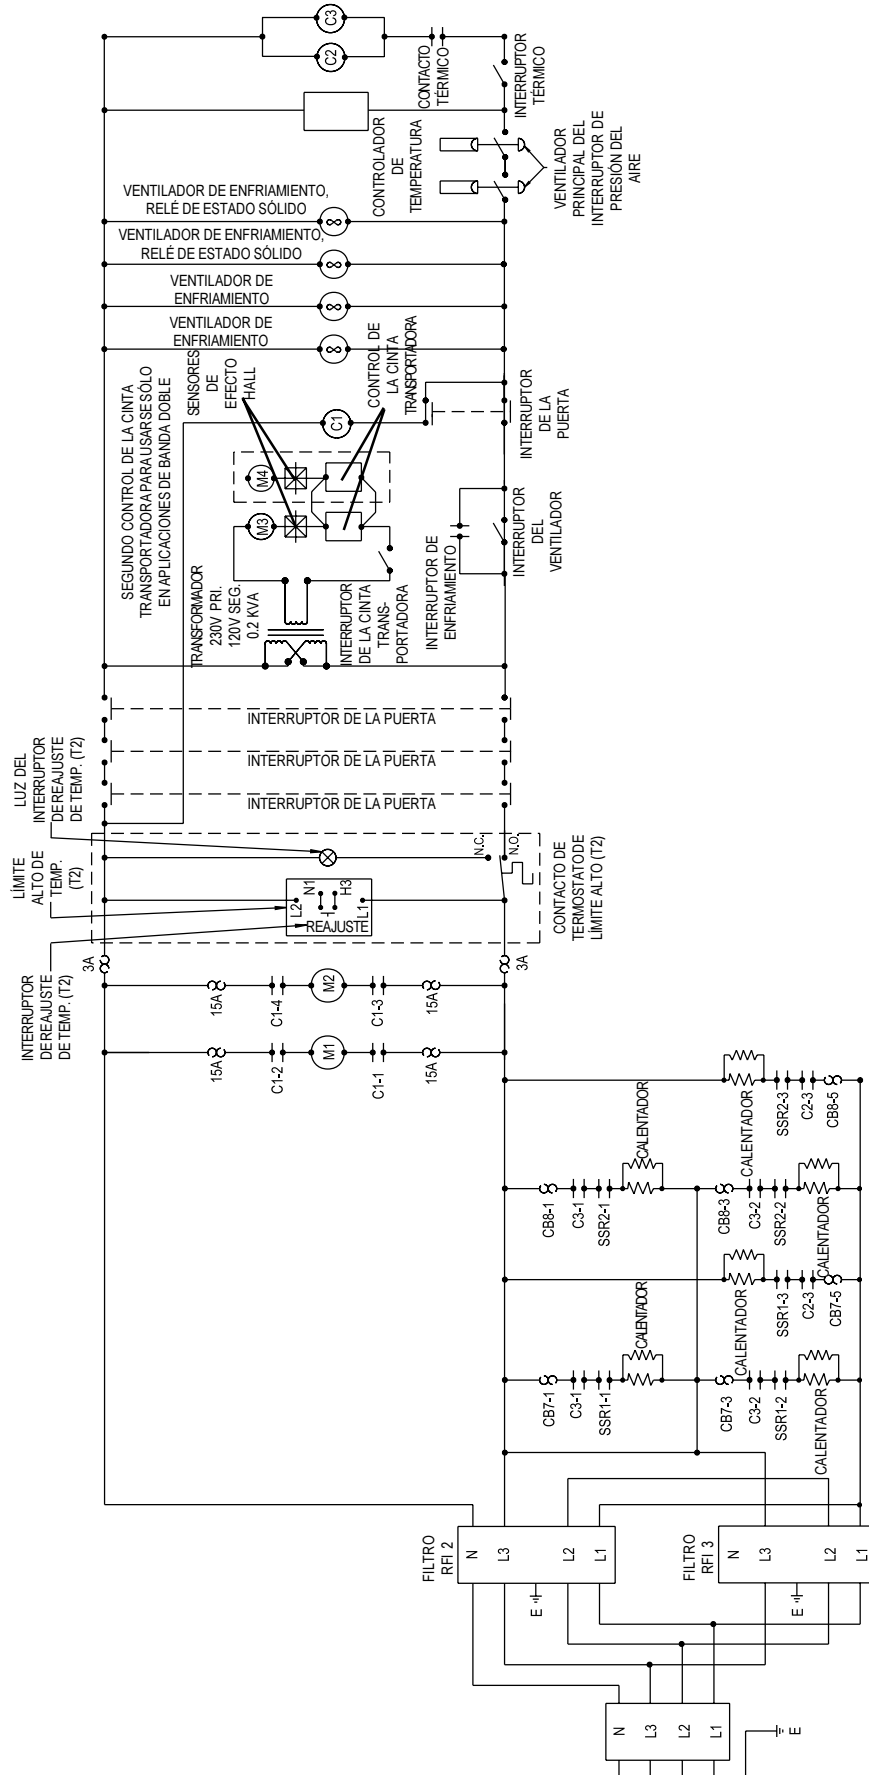 C3
C2
CONTACTO
TÉRMICO
INTERRUPTOR
TÉRMICO
CONTROLADOR
DE
TEMPERATURA
VENTILADOR
PRINCIPAL DEL
INTERRUPTOR DE
PRESIÓN DEL
AIRE
VENTILADOR DE ENFRIAMIENTO,
RELÉ DE ESTADO SÓLIDO
VENTILADOR DE ENFRIAMIENTO,
RELÉ DE ESTADO SÓLIDO
VENTILADOR DE
ENFRIAMIENTO
VENTILADOR DE
ENFRIAMIENTO
SENSORES
DE
EFECTO
HALL
CONTROL DE
LA CINTA
TRANSPORTADORA
C1
INTERRUPTOR
DE LA
PUERTA
SEGUNDO CONTROL DE LA CINTA
TRANSPORTADORA PARA USARSE SÓLO
EN APLICACIONES DE BANDA DOBLE
M4
M3
TRANSFORMADOR
230V PRI.
120V SEG.
0.2 KVA
INTERRUPTOR
DE LA CINTA
TRANS-
PORTADORA
INTERRUPTOR DE
ENFRIAMIENTO
INTERRUPTOR
DEL
VENTILADOR
INTERRUPTOR DE LA PUERTA
INTERRUPTOR DE LA PUERTA
INTERRUPTOR DE LA PUERTA
LUZ DEL
INTERRUPTOR
DE REAJUSTE
DE TEMP. (T2)
LÍMITE
ALTO DE
TEMP.
(T2)
INTERRUPTOR
DE REAJUSTE
DE TEMP. (T2)
N.C.
N.O.
L2
N1
H3
L1
REAJUSTE
CONTACTO DE
TERMOSTATO DE
LÍMITE ALTO (T2)
3A
3A
15A
C1-4
M2
C1-3
15A
15A
C1-2
M1
C1-1
15A
CALENTADOR
SSR2-3
C2-3
CB8-5
CB8-1
C3-1
SSR2-1
CALENTADOR
CB8-3
C3-2
SSR2-2
CALENTADOR
CALENTADOR
SSR1-3
C2-3
CB7-5
CB7-1
C3-1
SSR1-1
CALENTADOR
CB7-3
C3-2
SSR1-2
CALENTADOR
FILTRO
RFI 2
N
L3
L2
L1
E
FILTRO
RFI 3
N
L3
L2
L1
E
N
L3
L2
L1
E